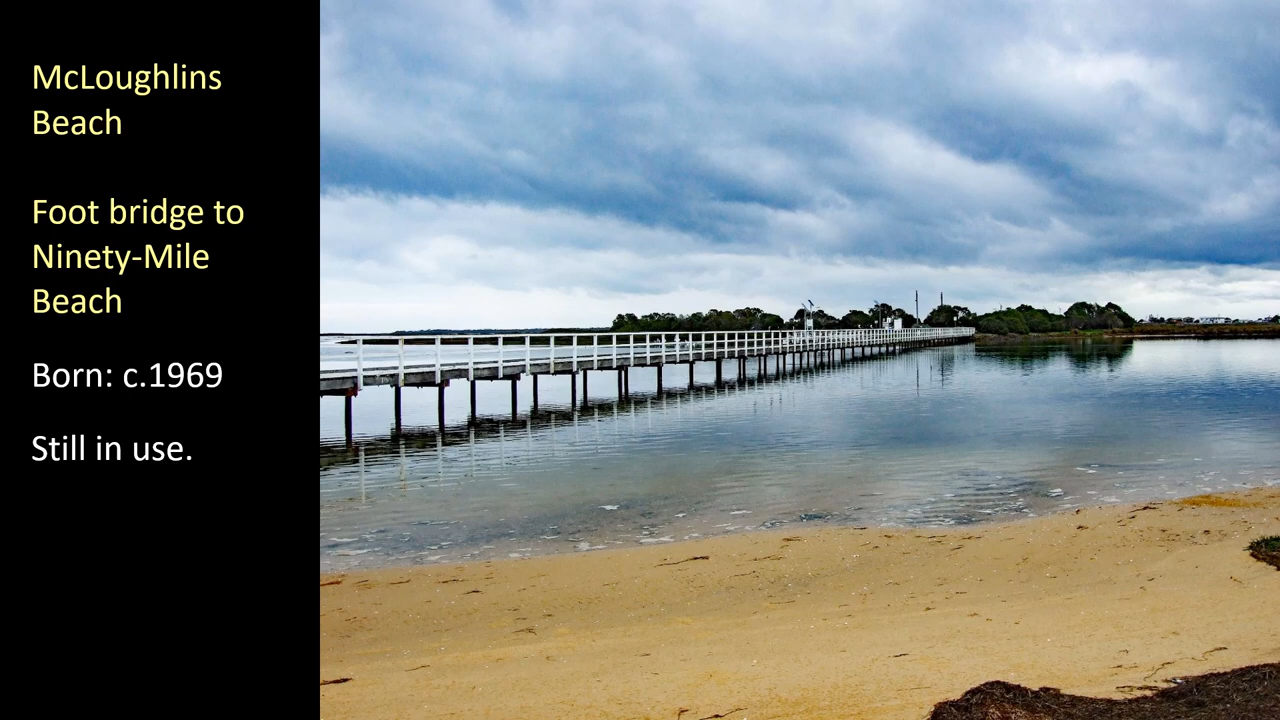 McLoughlins
Beach
Foot bridge to
Ninety-Mile
Beach
Born: c.1969
Still in use.